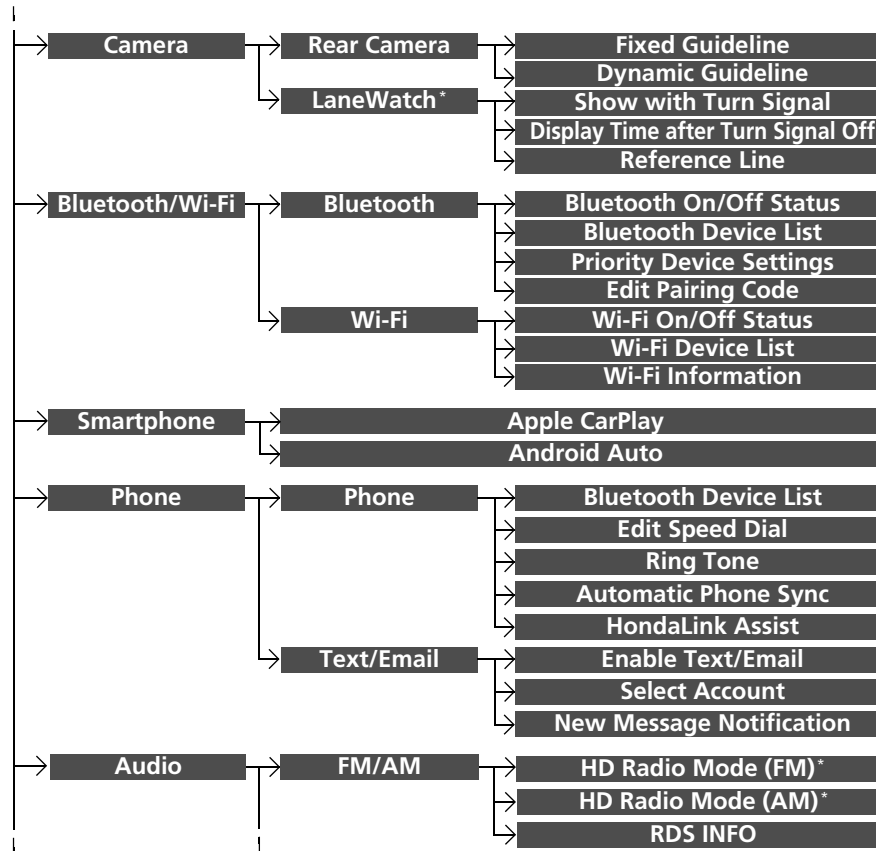 Camera
Rear Camera
Fixed Guideline
Dynamic Guideline
LaneWatch*
Show with Turn Signal
Display Time after Turn Signal Off
Reference Line
Bluetooth/Wi-Fi
Bluetooth
Bluetooth On/Off Status
Bluetooth Device List
Priority Device Settings
Edit Pairing Code
Wi-Fi
Wi-Fi On/Off Status
Wi-Fi Device List
Wi-Fi Information
Smartphone
Apple CarPlay
Android Auto
Phone
Phone
Bluetooth Device List
Edit Speed Dial
Ring Tone
Automatic Phone Sync
HondaLink Assist
Text/Email
Enable Text/Email
Select Account
New Message Notification
Audio
FM/AM
HD Radio Mode (FM)*
HD Radio Mode (AM)*
RDS INFO